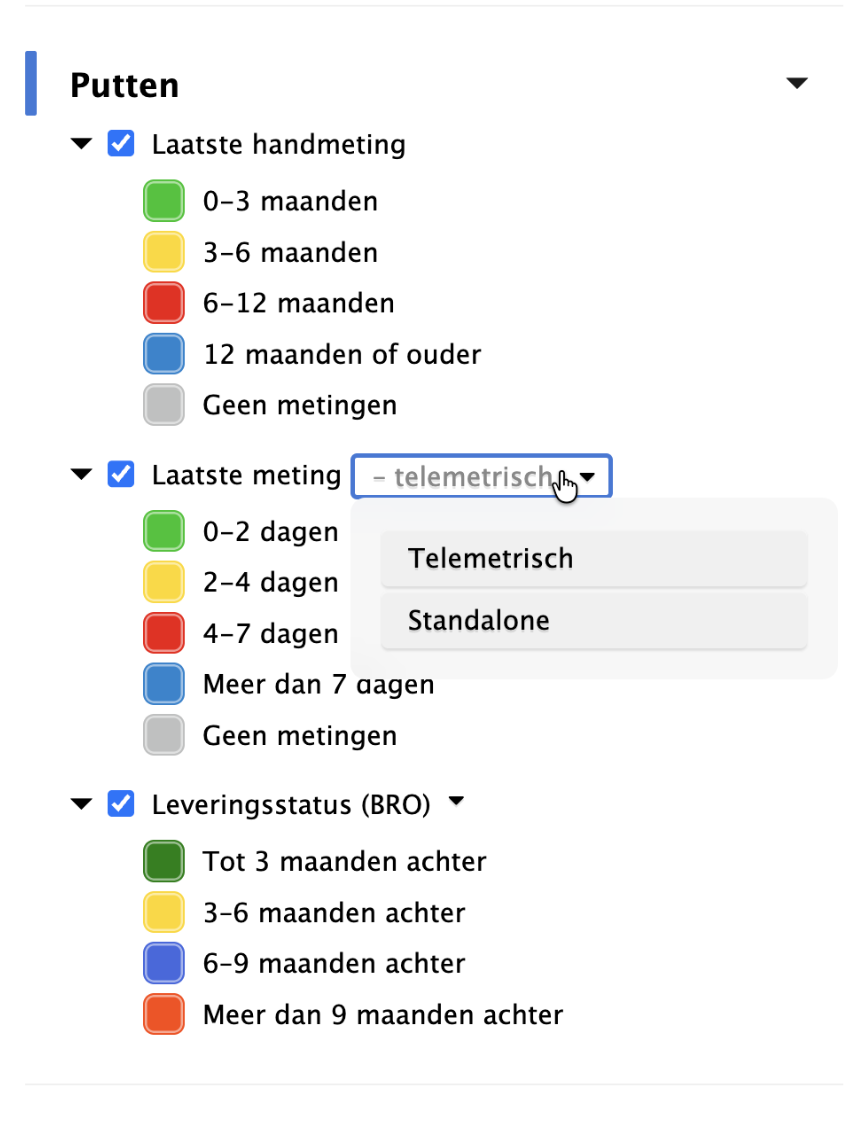 Putten
Laatste handmeting
0–3 maanden
3–6 maanden
6–12 maanden
12 maanden of ouder
Geen metingen
Laatste meting – telemetrisch
0–2 dagen
Telemetrisch
2–4 dagen
Standalone
4–7 dagen
Meer dan 7 dagen
Geen metingen
Leveringsstatus (BRO)
Tot 3 maanden achter
3–6 maanden achter
6–9 maanden achter
Meer dan 9 maanden achter